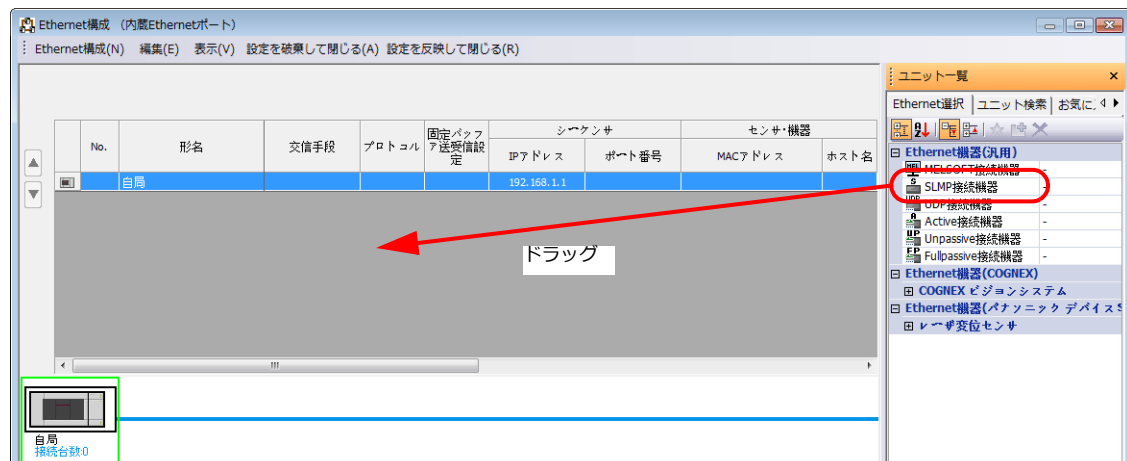 Ethernet構成 （内蔵Ethernetポート）
Ethernet構成(N) 編集(E) 表示(V) 設定を破棄して閉じる(A) 設定を反映して閉じる(R)
ユニット一覧
Ethernet選択 ユニット検索 お気に
No. 形名 交信手段 プロトコル 固定バッファ送受信設定 シーケンサ センサ・機器
IPアドレス ポート番号 MACアドレス ホスト名
自局 192.168.1.1
Ethernet機器(汎用)
MELSOFT接続機器 -
SLMP接続機器 -
UDP接続機器 -
Active接続機器 -
Unpassive接続機器 -
Fullpassive接続機器 -
Ethernet機器(COGNEX)
COGNEX ビジョンシステム
Ethernet機器(パナソニック デバイスS
レーザ変位センサ
ドラッグ
自局
接続台数:0